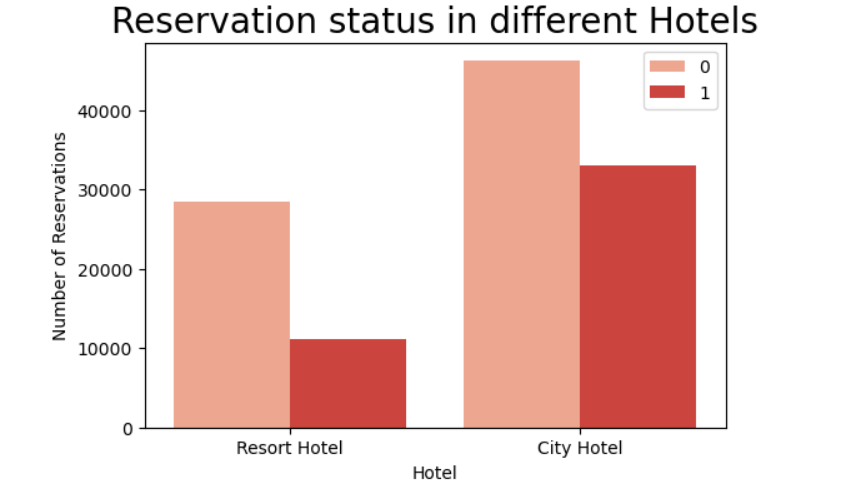 Reservation status in different Hotels
0
1
40000
30000
20000
10000
0
Number of Reservations
Resort Hotel
City Hotel
Hotel